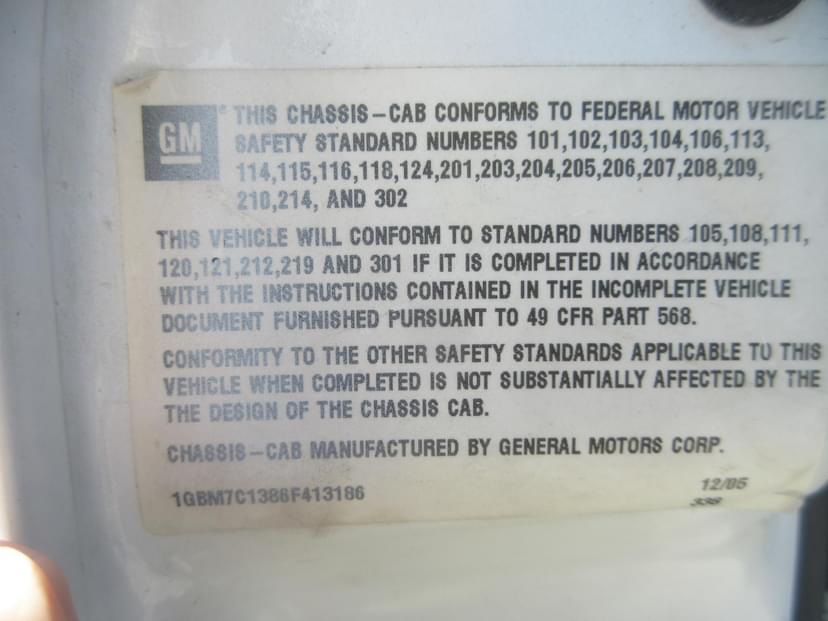 GM
THIS CHASSIS-CAB CONFORMS TO FEDERAL MOTOR VEHICLE
SAFETY STANDARD NUMBERS 101,102,103,104,106,113,
114,115,116,118,124,201,203,204,205,206,207,208,209,
210,214, AND 302
THIS VEHICLE WILL CONFORM TO STANDARD NUMBERS 105,108,111,
120,121,212,219 AND 301 IF IT IS COMPLETED IN ACCORDANCE
WITH THE INSTRUCTIONS CONTAINED IN THE INCOMPLETE VEHICLE
DOCUMENT FURNISHED PURSUANT TO 49 CFR PART 568.
CONFORMITY TO THE OTHER SAFETY STANDARDS APPLICABLE TO THIS
VEHICLE WHEN COMPLETED IS NOT SUBSTANTIALLY AFFECTED BY THE
THE DESIGN OF THE CHASSIS CAB.
CHASSIS-CAB MANUFACTURED BY GENERAL MOTORS CORP.
1GBM7C1386F413186
12/05
338